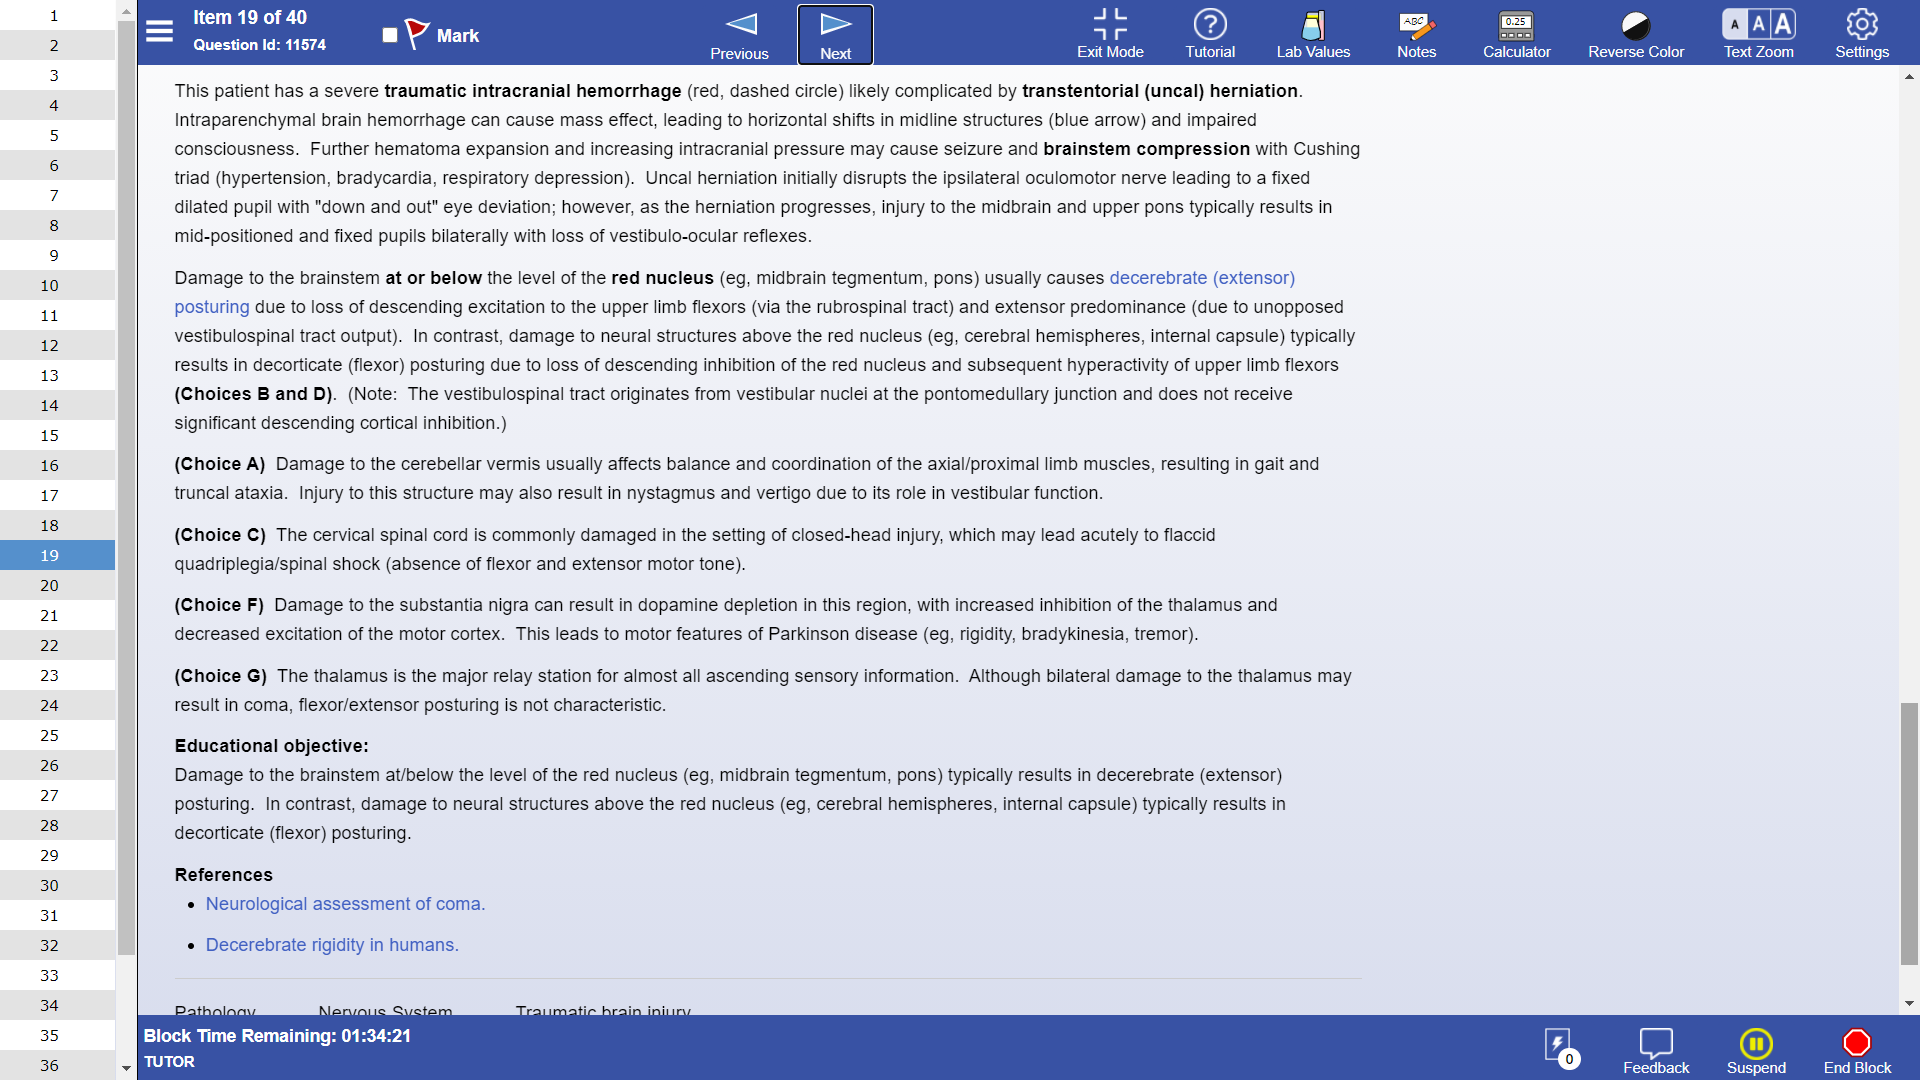 1
2
3
4
5
6
7
8
9
10
11
12
13
14
15
16
17
18
19
20
21
22
23
24
25
26
27
28
29
30
31
32
33
34
35
36
Item 19 of 40
Question Id: 11574
Mark
Previous
Next
Exit Mode
Tutorial
Lab Values
ABC
Notes
0.25
Calculator
Reverse Color
A A A
Text Zoom
Settings
This patient has a severe traumatic intracranial hemorrhage (red, dashed circle) likely complicated by transtentorial (uncal) herniation.
Intraparenchymal brain hemorrhage can cause mass effect, leading to horizontal shifts in midline structures (blue arrow) and impaired
consciousness.  Further hematoma expansion and increasing intracranial pressure may cause seizure and brainstem compression with Cushing
triad (hypertension, bradycardia, respiratory depression).  Uncal herniation initially disrupts the ipsilateral oculomotor nerve leading to a fixed
dilated pupil with "down and out" eye deviation; however, as the herniation progresses, injury to the midbrain and upper pons typically results in
mid-positioned and fixed pupils bilaterally with loss of vestibulo-ocular reflexes.
Damage to the brainstem at or below the level of the red nucleus (eg, midbrain tegmentum, pons) usually causes decerebrate (extensor)
posturing due to loss of descending excitation to the upper limb flexors (via the rubrospinal tract) and extensor predominance (due to unopposed
vestibulospinal tract output).  In contrast, damage to neural structures above the red nucleus (eg, cerebral hemispheres, internal capsule) typically
results in decorticate (flexor) posturing due to loss of descending inhibition of the red nucleus and subsequent hyperactivity of upper limb flexors
(Choices B and D).  (Note:  The vestibulospinal tract originates from vestibular nuclei at the pontomedullary junction and does not receive
significant descending cortical inhibition.)
(Choice A)  Damage to the cerebellar vermis usually affects balance and coordination of the axial/proximal limb muscles, resulting in gait and
truncal ataxia.  Injury to this structure may also result in nystagmus and vertigo due to its role in vestibular function.
(Choice C)  The cervical spinal cord is commonly damaged in the setting of closed-head injury, which may lead acutely to flaccid
quadriplegia/spinal shock (absence of flexor and extensor motor tone).
(Choice F)  Damage to the substantia nigra can result in dopamine depletion in this region, with increased inhibition of the thalamus and
decreased excitation of the motor cortex.  This leads to motor features of Parkinson disease (eg, rigidity, bradykinesia, tremor).
(Choice G)  The thalamus is the major relay station for almost all ascending sensory information.  Although bilateral damage to the thalamus may
result in coma, flexor/extensor posturing is not characteristic.
Educational objective:
Damage to the brainstem at/below the level of the red nucleus (eg, midbrain tegmentum, pons) typically results in decerebrate (extensor)
posturing.  In contrast, damage to neural structures above the red nucleus (eg, cerebral hemispheres, internal capsule) typically results in
decorticate (flexor) posturing.
References
Neurological assessment of coma.
Decerebrate rigidity in humans.
Pathology Nervous System Traumatic brain injury
Block Time Remaining: 01:34:21
TUTOR
0
Feedback
Suspend
End Block